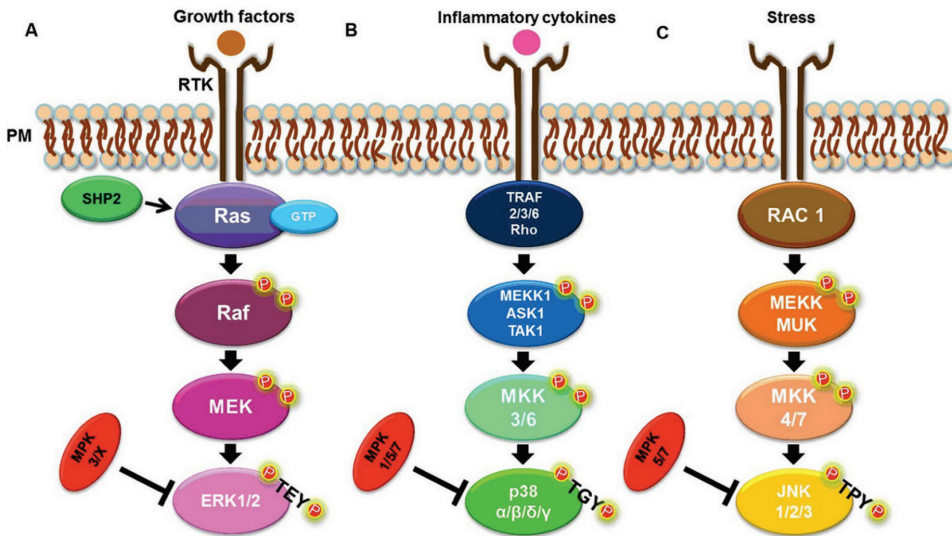 A
Growth factors
RTK
PM
SHP2
Ras
GTP
Raf
P
P
MEK
P
P
MPK
3/X
ERK1/2
P
TEY
P
B
Inflammatory cytokines
TRAF
2/3/6
Rho
MEKK1
ASK1
TAK1
P
P
MKK
3/6
P
P
MPK
1/5/7
p38
α/β/δ/γ
P
TGY
P
C
Stress
RAC 1
MEKK
MUK
P
P
MKK
4/7
P
P
MPK
5/7
JNK
1/2/3
P
TPY
P